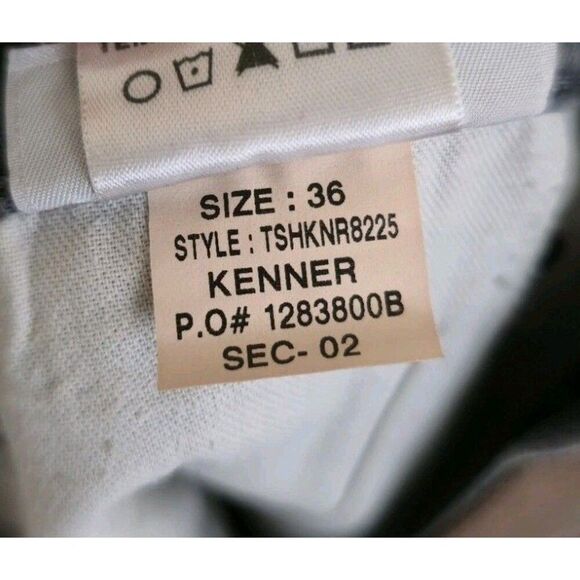 SIZE : 36
STYLE : TSHKNR8225
KENNER
P.O# 1283800B
SEC- 02